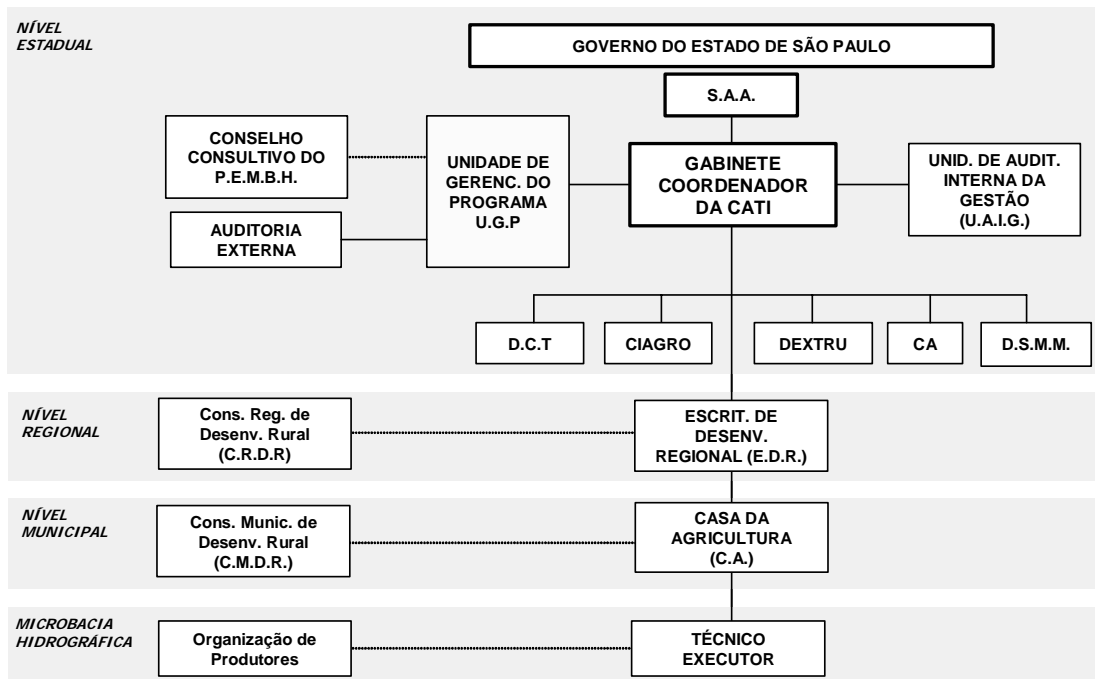 NÍVEL
ESTADUAL
GOVERNO DO ESTADO DE SÃO PAULO
S.A.A.
CONSELHO
CONSULTIVO DO
P.E.M.B.H.
AUDITORIA
EXTERNA
UNIDADE DE
GERENC. DO
PROGRAMA
U.G.P
GABINETE
COORDENADOR
DA CATI
UNID. DE AUDIT.
INTERNA DA
GESTÃO
(U.A.I.G.)
D.C.T
CIAGRO
DEXTRU
CA
D.S.M.M.
NÍVEL
REGIONAL
Cons. Reg. de
Desenv. Rural
(C.R.D.R)
ESCRIT. DE
DESENV.
REGIONAL (E.D.R.)
NÍVEL
MUNICIPAL
Cons. Munic. de
Desenv. Rural
(C.M.D.R.)
CASA DA
AGRICULTURA
(C.A.)
MICROBACIA
HIDROGRÁFICA
Organização de
Produtores
TÉCNICO
EXECUTOR